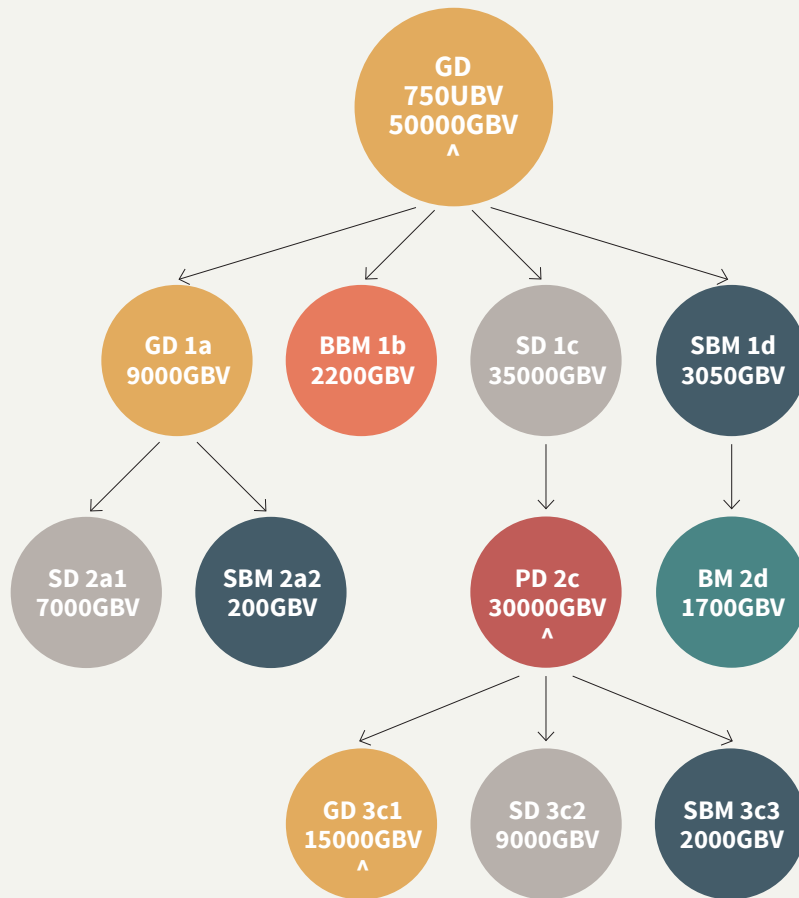 GD
750UBV
50000GBV
^
GD 1a
9000GBV
BBM 1b
2200GBV
SD 1c
35000GBV
SBM 1d
3050GBV
SD 2a1
7000GBV
SBM 2a2
200GBV
PD 2c
30000GBV
^
BM 2d
1700GBV
GD 3c1
15000GBV
^
SD 3c2
9000GBV
SBM 3c3
2000GBV